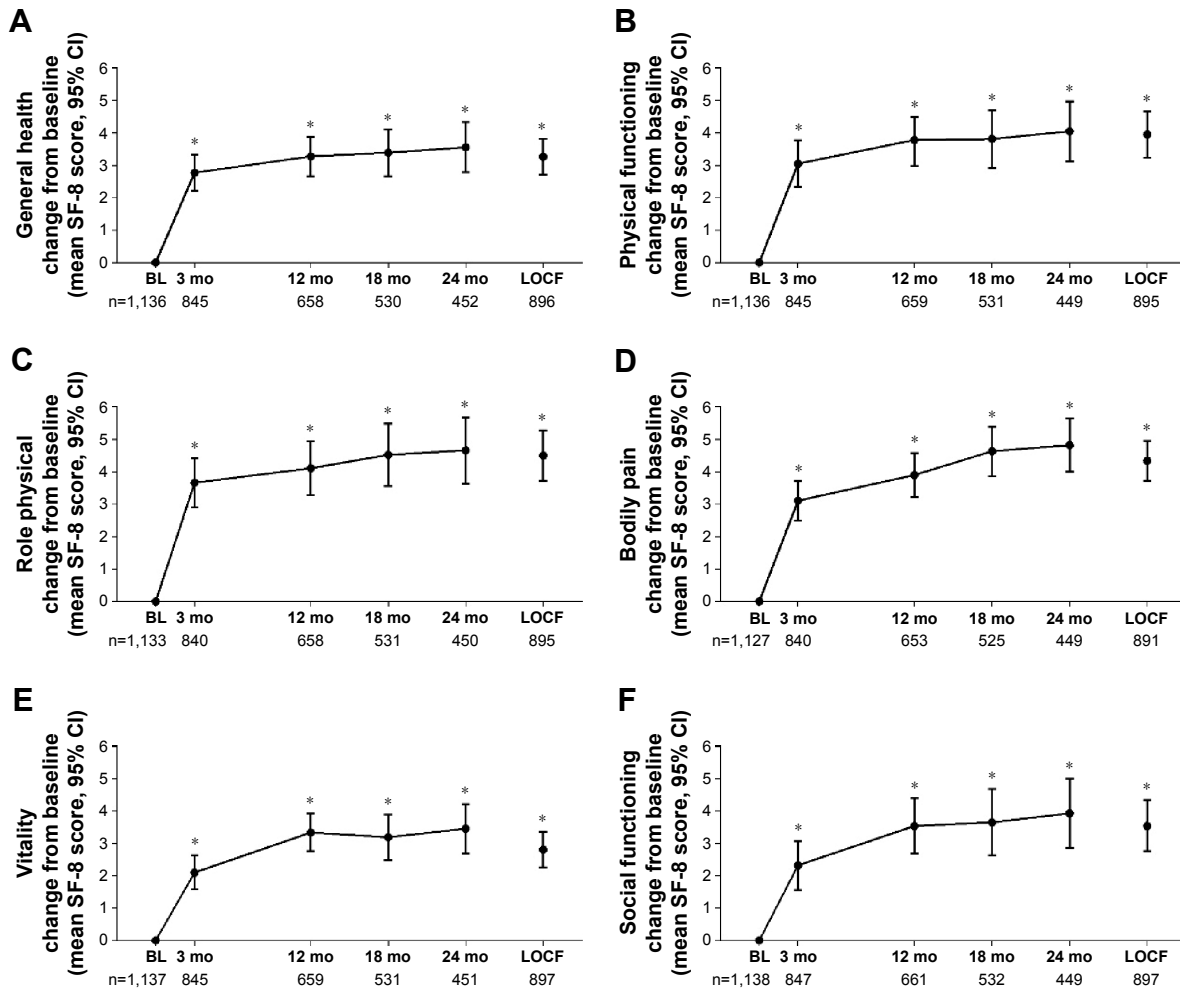 A
General health
change from baseline
(mean SF-8 score, 95% CI)
6
5
4
3
2
1
0
* * * * *
BL 3 mo 12 mo 18 mo 24 mo LOCF
n=1,136 845 658 530 452 896
B
Physical functioning
change from baseline
(mean SF-8 score, 95% CI)
6
5
4
3
2
1
0
* * * * *
BL 3 mo 12 mo 18 mo 24 mo LOCF
n=1,136 845 659 531 449 895
C
Role physical
change from baseline
(mean SF-8 score, 95% CI)
6
5
4
3
2
1
0
* * * * *
BL 3 mo 12 mo 18 mo 24 mo LOCF
n=1,133 840 658 531 450 895
D
Bodily pain
change from baseline
(mean SF-8 score, 95% CI)
6
5
4
3
2
1
0
* * * * *
BL 3 mo 12 mo 18 mo 24 mo LOCF
n=1,127 840 653 525 449 891
E
Vitality
change from baseline
(mean SF-8 score, 95% CI)
6
5
4
3
2
1
0
* * * * *
BL 3 mo 12 mo 18 mo 24 mo LOCF
n=1,137 845 659 531 451 897
F
Social functioning
change from baseline
(mean SF-8 score, 95% CI)
6
5
4
3
2
1
0
* * * * *
BL 3 mo 12 mo 18 mo 24 mo LOCF
n=1,138 847 661 532 449 897